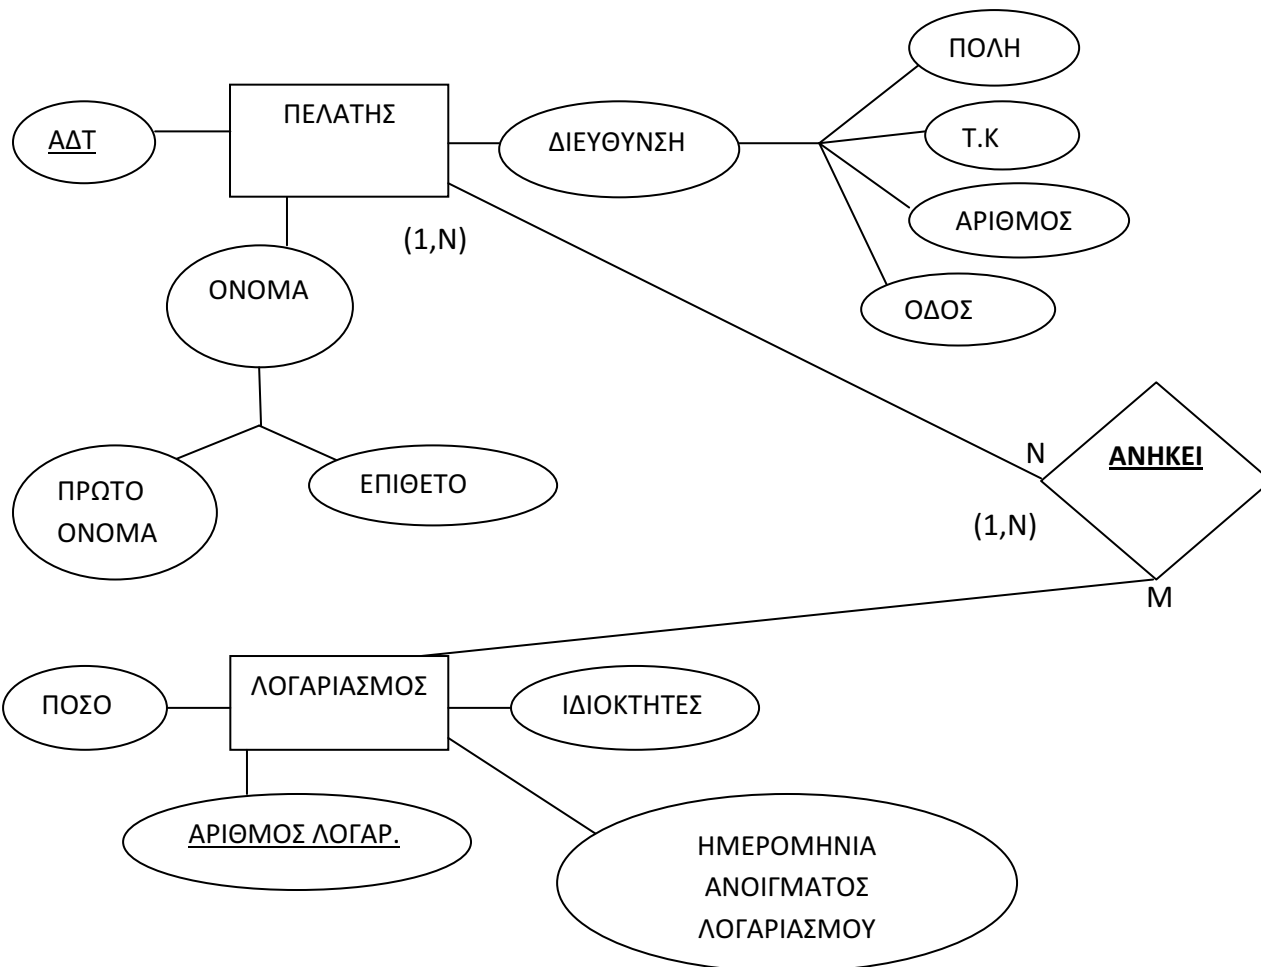 ΠΟΛΗ
ΠΕΛΑΤΗΣ
ΑΔΤ
ΔΙΕΥΘΥΝΣΗ
Τ.Κ
ΑΡΙΘΜΟΣ
(1,N)
ΟΝΟΜΑ
ΟΔΟΣ
N
ΑΝΗΚΕΙ
ΠΡΩΤΟ
ΟΝΟΜΑ
ΕΠΙΘΕΤΟ
(1,N)
M
ΠΟΣΟ
ΛΟΓΑΡΙΑΣΜΟΣ
ΙΔΙΟΚΤΗΤΕΣ
ΑΡΙΘΜΟΣ ΛΟΓΑΡ.
ΗΜΕΡΟΜΗΝΙΑ
ΑΝΟΙΓΜΑΤΟΣ
ΛΟΓΑΡΙΑΣΜΟΥ